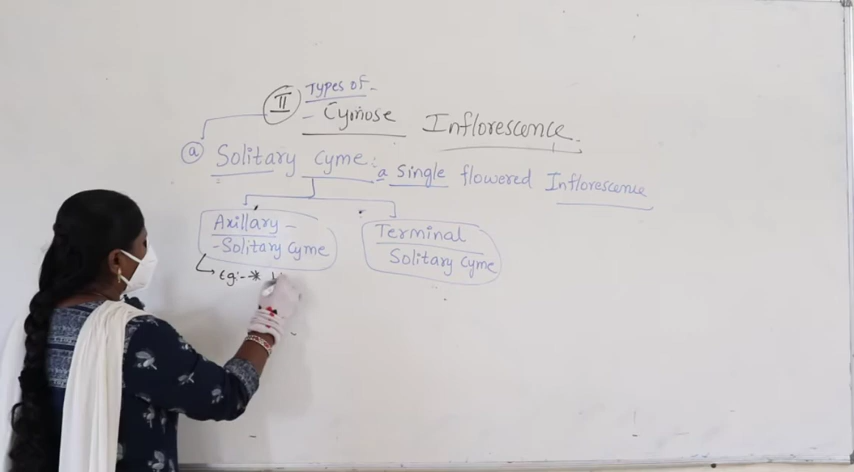 II Types of -
- Cymose Inflorescence.
a Solitary cyme: a single flowered Inflorescence
Axillary - Terminal
- Solitary Cyme Solitary Cyme
Eg:- *